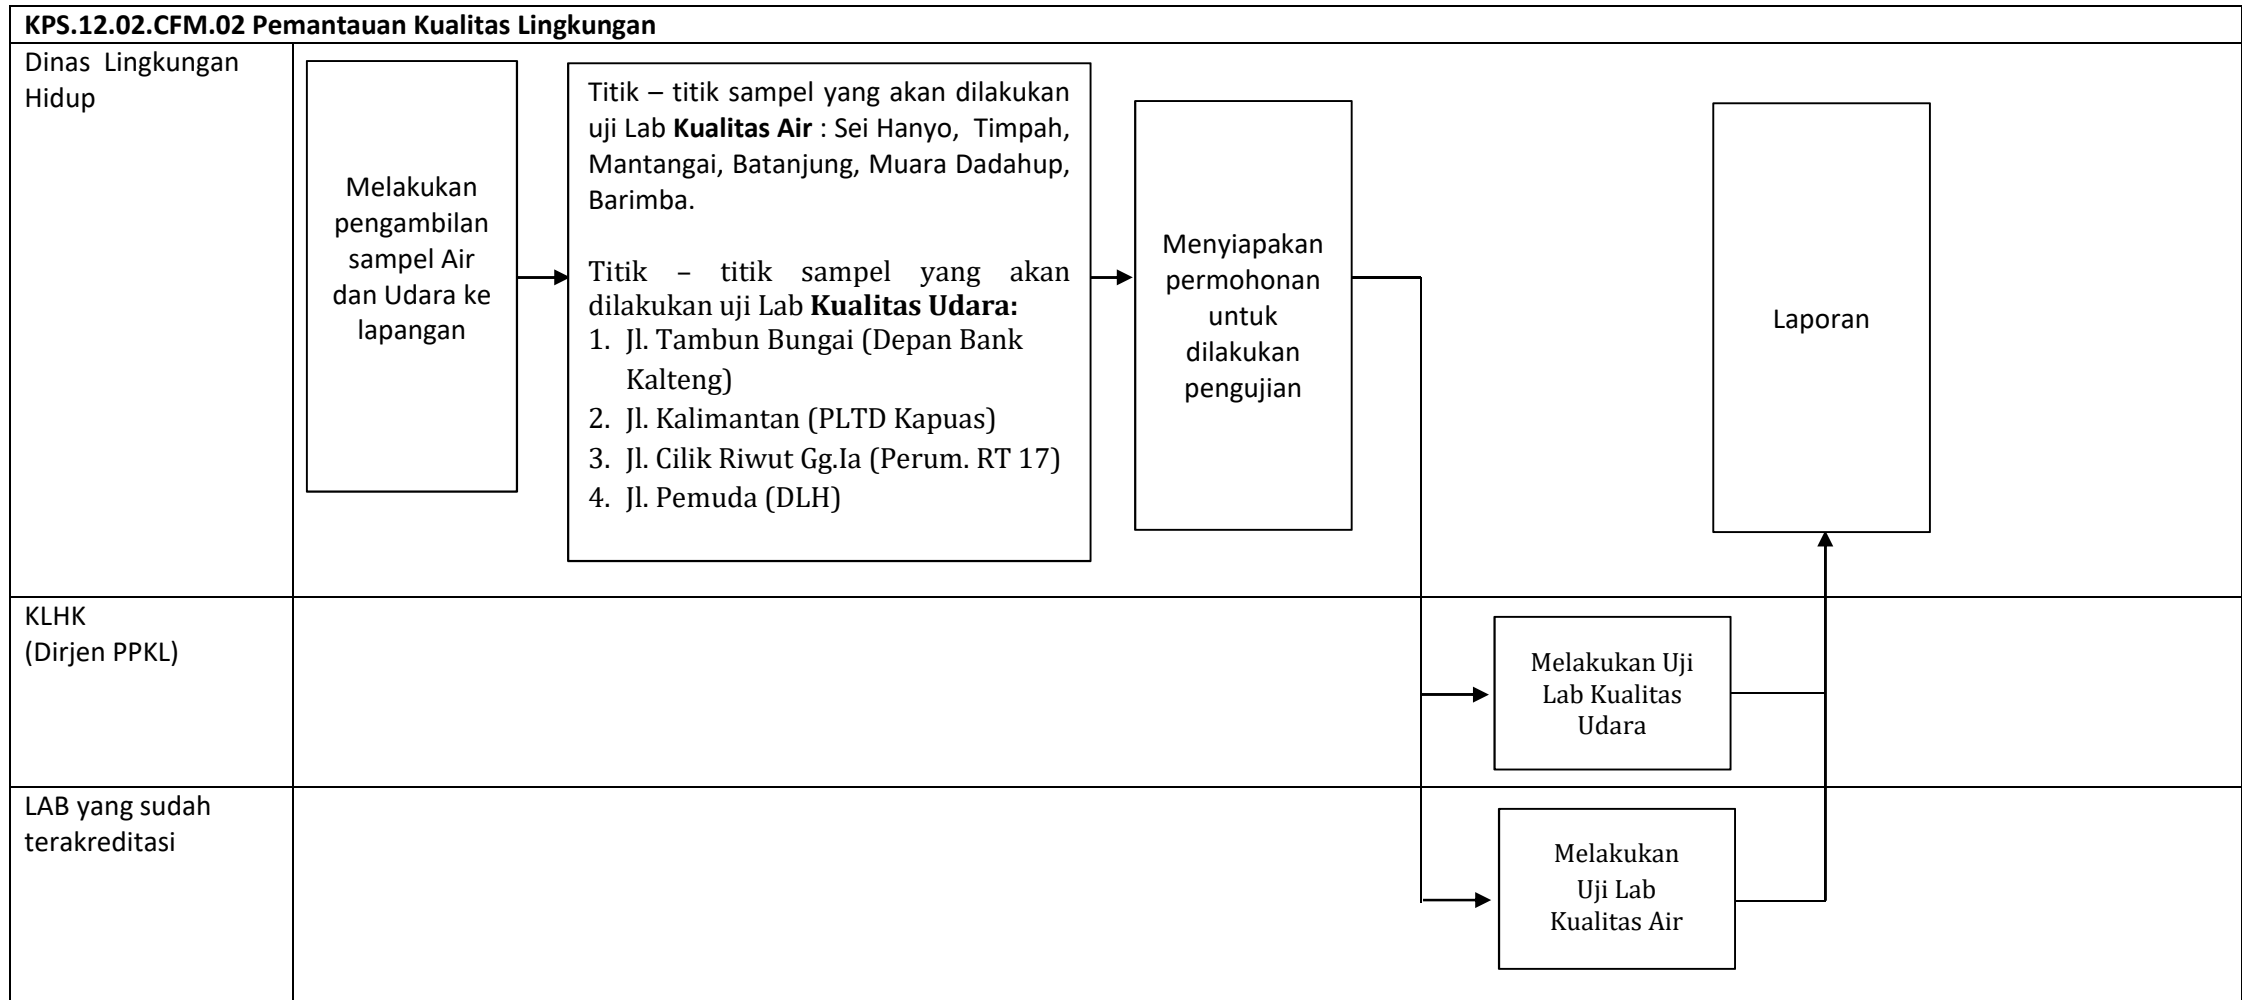 KPS.12.02.CFM.02 Pemantauan Kualitas Lingkungan
Dinas Lingkungan
Hidup
Melakukan
pengambilan
sampel Air
dan Udara ke
lapangan
Titik – titik sampel yang akan dilakukan
uji Lab Kualitas Air : Sei Hanyo, Timpah,
Mantangai, Batanjung, Muara Dadahup,
Barimba.
Titik – titik sampel yang akan
dilakukan uji Lab Kualitas Udara:
1. Jl. Tambun Bungai (Depan Bank
Kalteng)
2. Jl. Kalimantan (PLTD Kapuas)
3. Jl. Cilik Riwut Gg.Ia (Perum. RT 17)
4. Jl. Pemuda (DLH)
Menyiapakan
permohonan
untuk
dilakukan
pengujian
Laporan
KLHK
(Dirjen PPKL)
Melakukan Uji
Lab Kualitas
Udara
LAB yang sudah
terakreditasi
Melakukan
Uji Lab
Kualitas Air